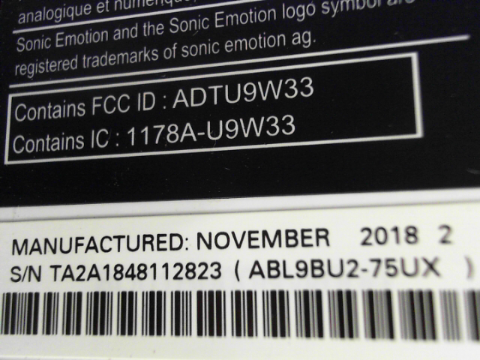 analogique et numérique
Sonic Emotion and the Sonic Emotion logo symbol are
registered trademarks of sonic emotion ag.
Contains FCC ID : ADTU9W33
Contains IC : 1178A-U9W33
MANUFACTURED: NOVEMBER 2018 2
S/N TA2A1848112823 ( ABL9BU2-75UX )